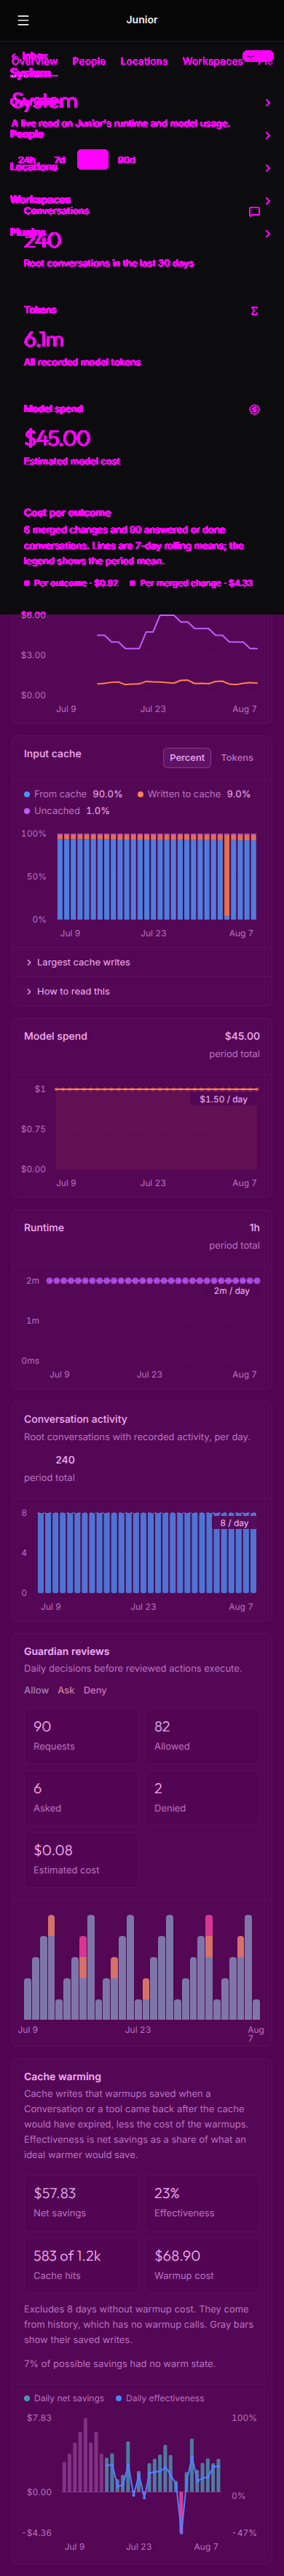 Junior
Inbox
Overview People Locations Workspaces
System
System
A live read on Junior's runtime and model usage.
People
24h 7d 90d
Locations
Workspaces
Conversations
Plugins
240
Root conversations in the last 30 days
Tokens
6.1m
All recorded model tokens
Model spend
$45.00
Estimated model cost
Cost per outcome
6 merged changes and 90 answered or done
conversations. Lines are 7-day rolling means; the
legend shows the period mean.
Per outcome · $0.92 Per merged change · $4.33
$6.00
$3.00
$0.00
Jul 9 Jul 23 Aug 7
Input cache Percent Tokens
From cache 90.0% Written to cache 9.0%
Uncached 1.0%
100%
50%
0%
Jul 9 Jul 23 Aug 7
Largest cache writes
How to read this
Model spend $45.00
period total
$1
$1.50 / day
$0.75
$0.00
Jul 9 Jul 23 Aug 7
Runtime 1h
period total
2m
2m / day
1m
0ms
Jul 9 Jul 23 Aug 7
Conversation activity
Root conversations with recorded activity, per day.
240
period total
8
8 / day
4
0
Jul 9 Jul 23 Aug 7
Guardian reviews
Daily decisions before reviewed actions execute.
Allow Ask Deny
90 82
Requests Allowed
6 2
Asked Denied
$0.08
Estimated cost
Jul 9 Jul 23 Aug 7
Cache warming
Cache writes that warmups saved when a
Conversation or a tool came back after the cache
would have expired, less the cost of the warmups.
Effectiveness is net savings as a share of what an
ideal warmer would save.
$57.83 23%
Net savings Effectiveness
583 of 1.2k $68.90
Cache hits Warmup cost
Excludes 8 days without warmup cost. They come
from history, which has no warmup calls. Gray bars
show their saved writes.
7% of possible savings had no warm state.
Daily net savings Daily effectiveness
$7.83 100%
$0.00 0%
-$4.36 -47%
Jul 9 Jul 23 Aug 7